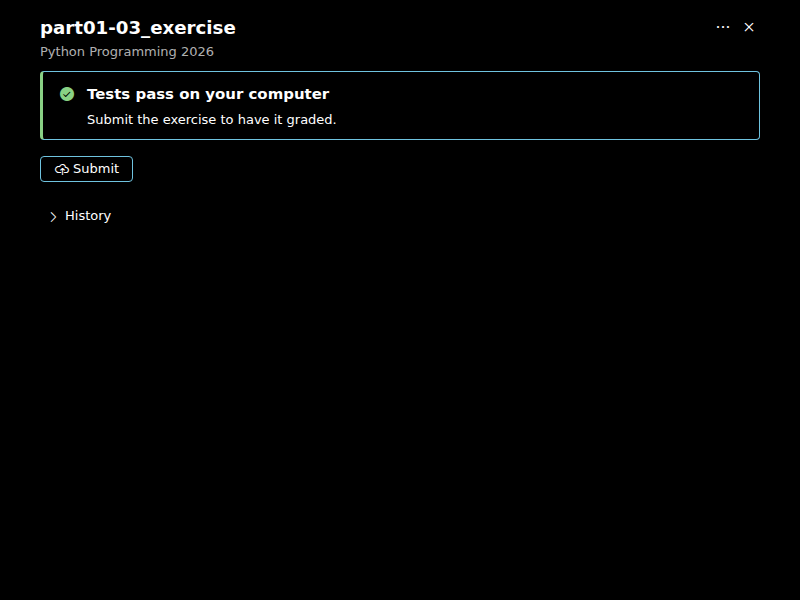 part01-03_exercise
Python Programming 2026
Tests pass on your computer
Submit the exercise to have it graded.
Submit
History